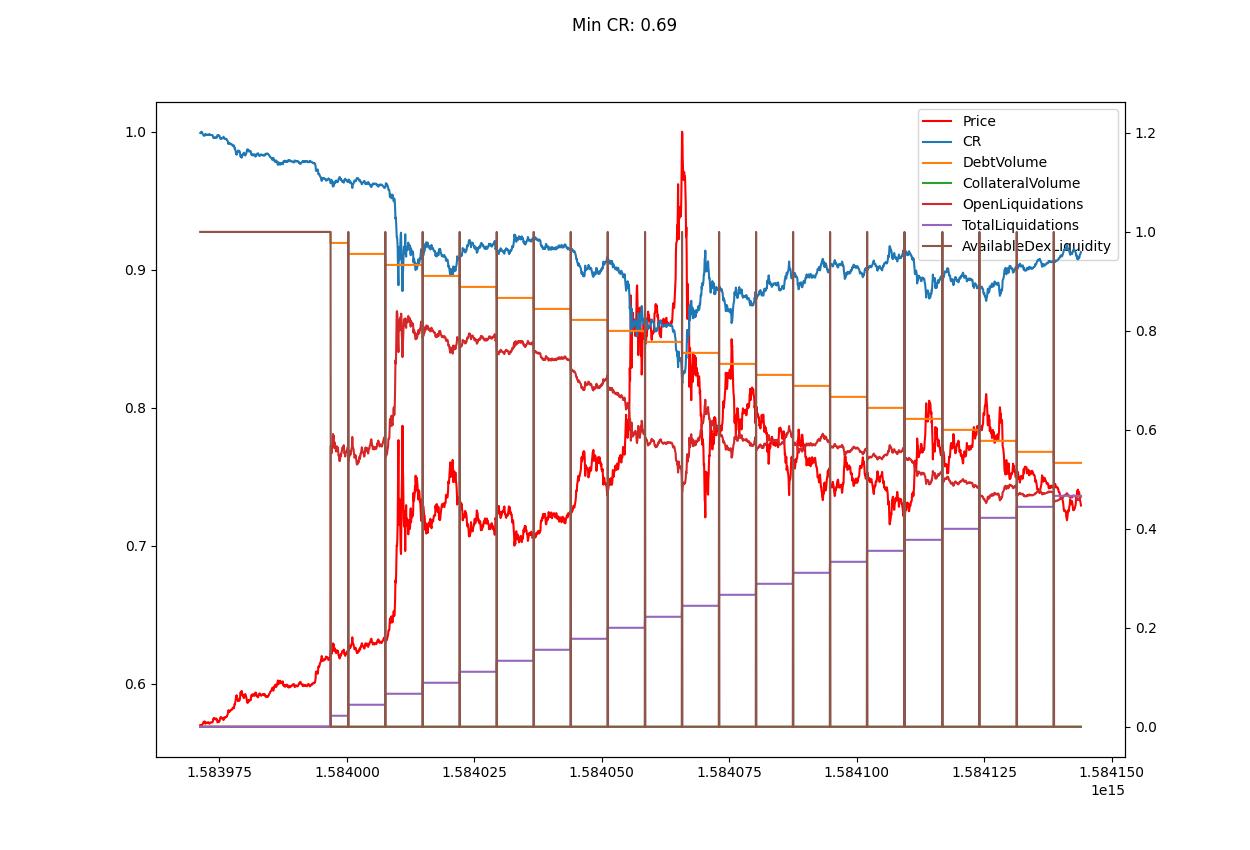 Min CR: 0.69
1.0
0.9
0.8
0.7
0.6
1.2
1.0
0.8
0.6
0.4
0.2
0.0
Price
CR
DebtVolume
CollateralVolume
OpenLiquidations
TotalLiquidations
AvailableDexLiquidity
1.583975 1.584000 1.584025 1.584050 1.584075 1.584100 1.584125 1.584150
1e15